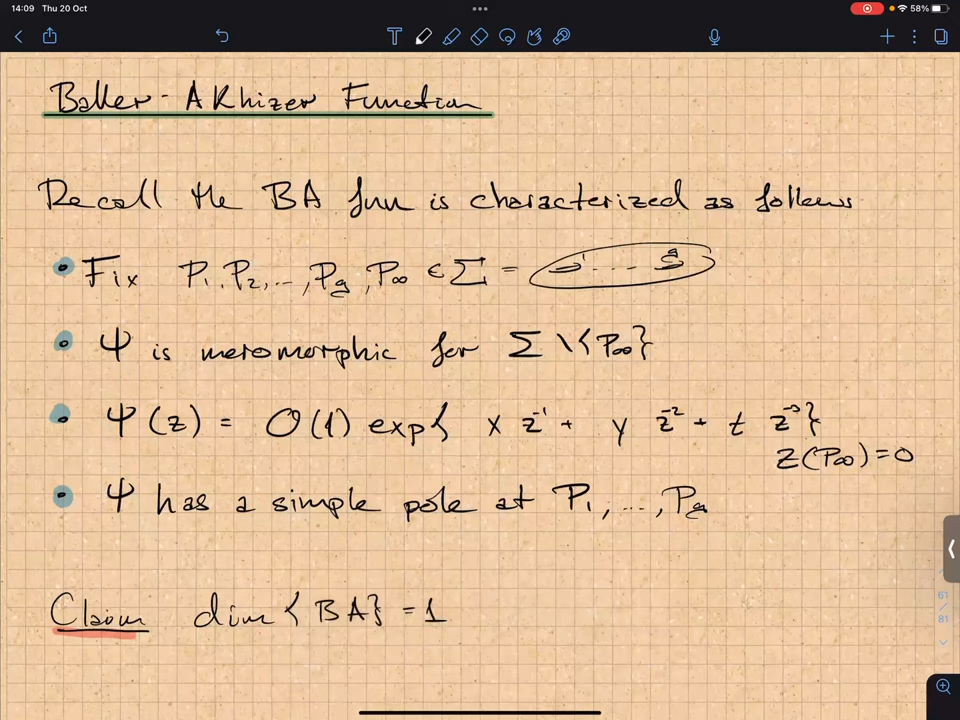 14:09 Thu 20 Oct
58%
Baker - Akhizer Function
Recall the BA fun is characterized as follows
• Fix P₁, P₂, ..., Pg, P∞ ∈ Σ =
• Ψ is meromorphic for Σ \ {P∞}
• Ψ(z) = O(1) exp{ x z⁻¹ + y z⁻² + t z⁻³}
z(P∞) = 0
• Ψ has a simple pole at P₁, ..., Pg
Claim dim {BA} = 1
61
/
81